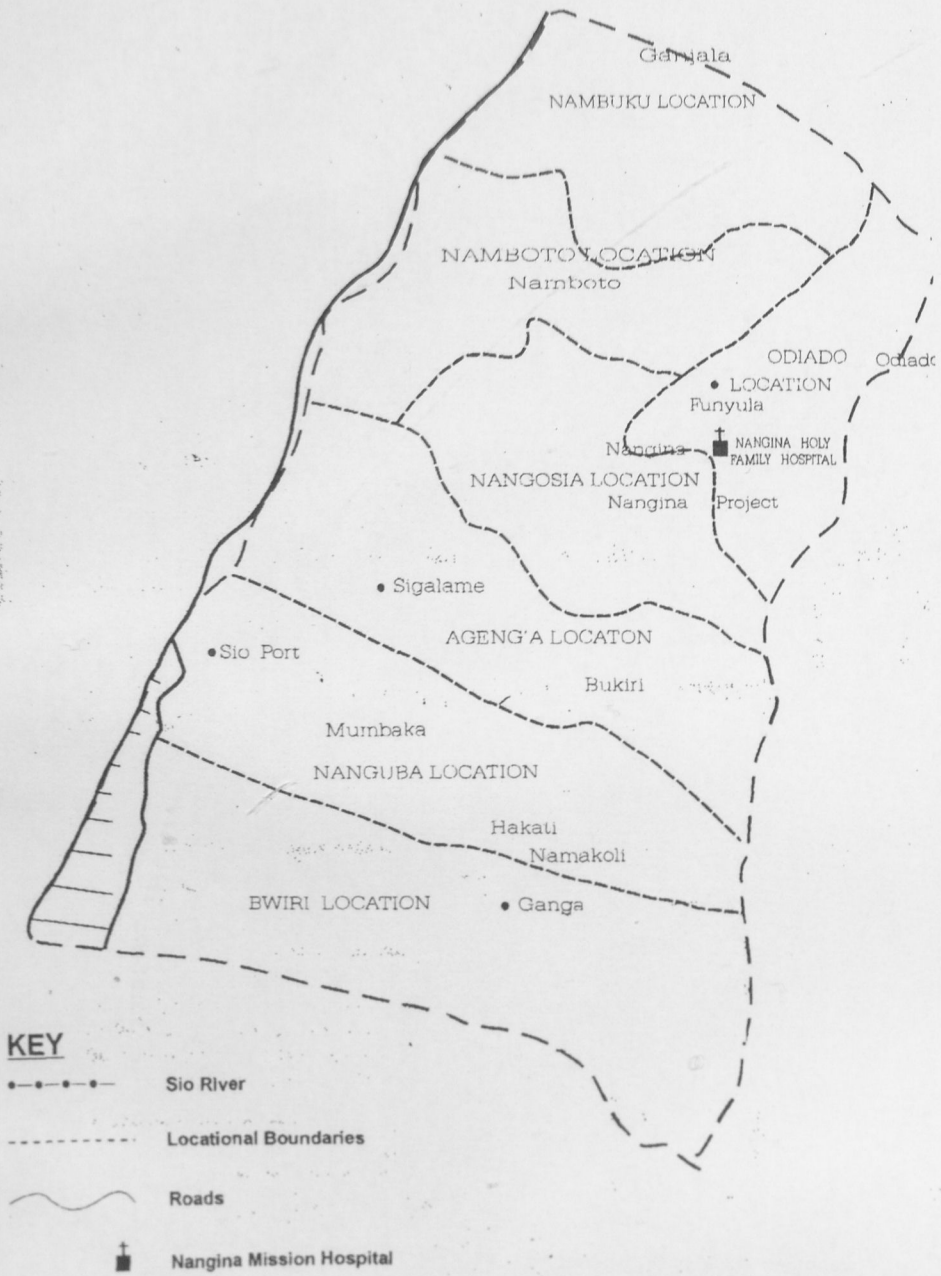 Ganjala
NAMBUKU LOCATION
NAMBOTO LOCATION
Namboto
ODIADO Odiado
LOCATION
Funyula
Nangina
NANGINA HOLY
FAMILY HOSPITAL
NANGOSIA LOCATION
Nangina Project
Sigalame
AGENG'A LOCATON
Sio Port
Bukiri
Mumbaka
NANGUBA LOCATION
Hakati
Namakoli
BWIRI LOCATION
Ganga
KEY
Sio River
Locational Boundaries
Roads
Nangina Mission Hospital